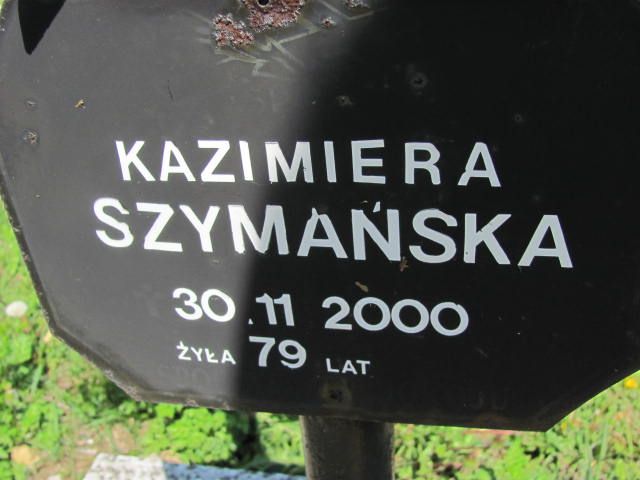 KAZIMIERA
SZYMAŃSKA
30.11 2000
ŻYŁA 79 LAT